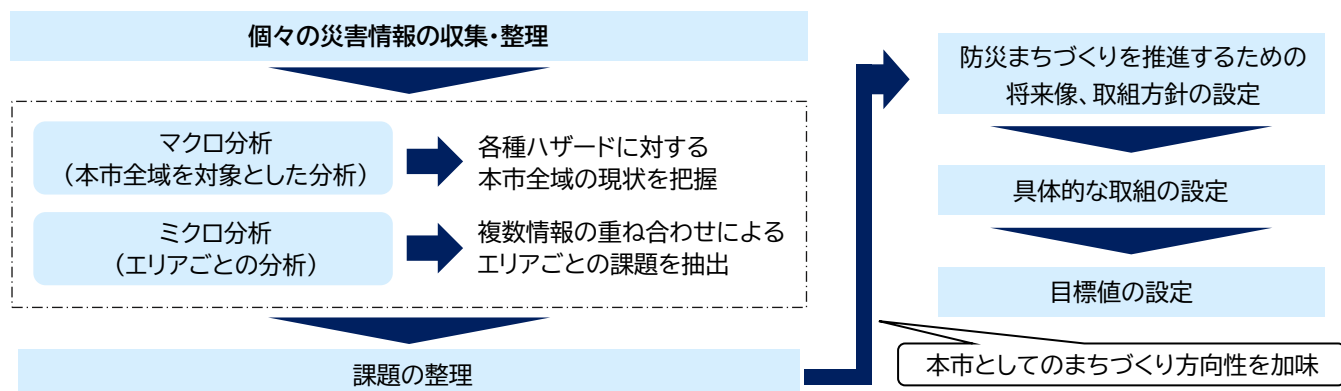 個々の災害情報の収集・整理
マクロ分析
（本市全域を対象とした分析）
各種ハザードに対する
本市全域の現状を把握
ミクロ分析
（エリアごとの分析）
複数情報の重ね合わせによる
エリアごとの課題を抽出
課題の整理
防災まちづくりを推進するための
将来像、取組方針の設定
具体的な取組の設定
目標値の設定
本市としてのまちづくり方向性を加味